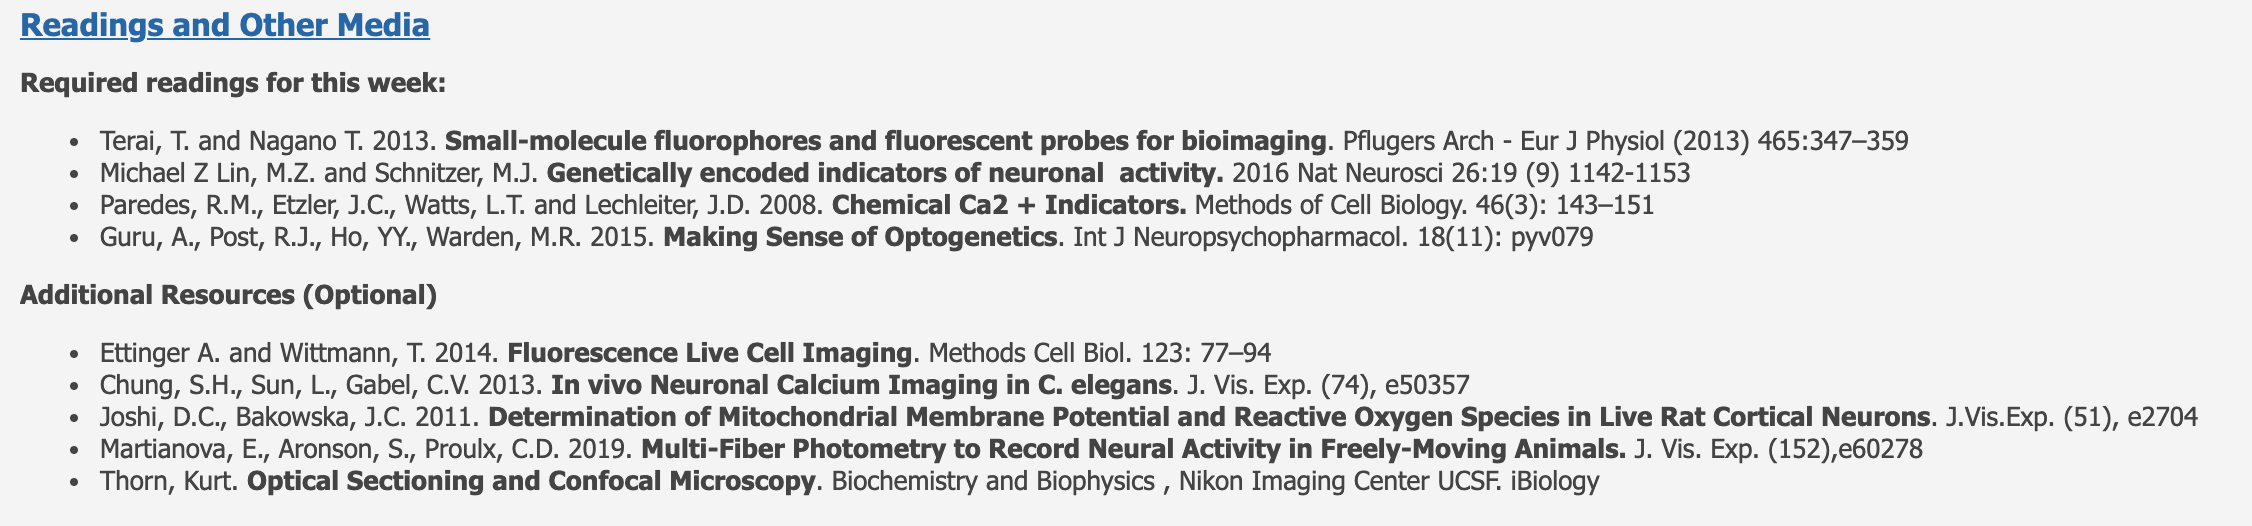 Readings and Other Media
Required readings for this week:
• Terai, T. and Nagano T. 2013. Small-molecule fluorophores and fluorescent probes for bioimaging. Pflugers Arch - Eur J Physiol (2013) 465:347–359
• Michael Z Lin, M.Z. and Schnitzer, M.J. Genetically encoded indicators of neuronal  activity. 2016 Nat Neurosci 26:19 (9) 1142-1153
• Paredes, R.M., Etzler, J.C., Watts, L.T. and Lechleiter, J.D. 2008. Chemical Ca2 + Indicators. Methods of Cell Biology. 46(3): 143–151
• Guru, A., Post, R.J., Ho, YY., Warden, M.R. 2015. Making Sense of Optogenetics. Int J Neuropsychopharmacol. 18(11): pyv079
Additional Resources (Optional)
• Ettinger A. and Wittmann, T. 2014. Fluorescence Live Cell Imaging. Methods Cell Biol. 123: 77–94
• Chung, S.H., Sun, L., Gabel, C.V. 2013. In vivo Neuronal Calcium Imaging in C. elegans. J. Vis. Exp. (74), e50357
• Joshi, D.C., Bakowska, J.C. 2011. Determination of Mitochondrial Membrane Potential and Reactive Oxygen Species in Live Rat Cortical Neurons. J.Vis.Exp. (51), e2704
• Martianova, E., Aronson, S., Proulx, C.D. 2019. Multi-Fiber Photometry to Record Neural Activity in Freely-Moving Animals. J. Vis. Exp. (152),e60278
• Thorn, Kurt. Optical Sectioning and Confocal Microscopy. Biochemistry and Biophysics , Nikon Imaging Center UCSF. iBiology